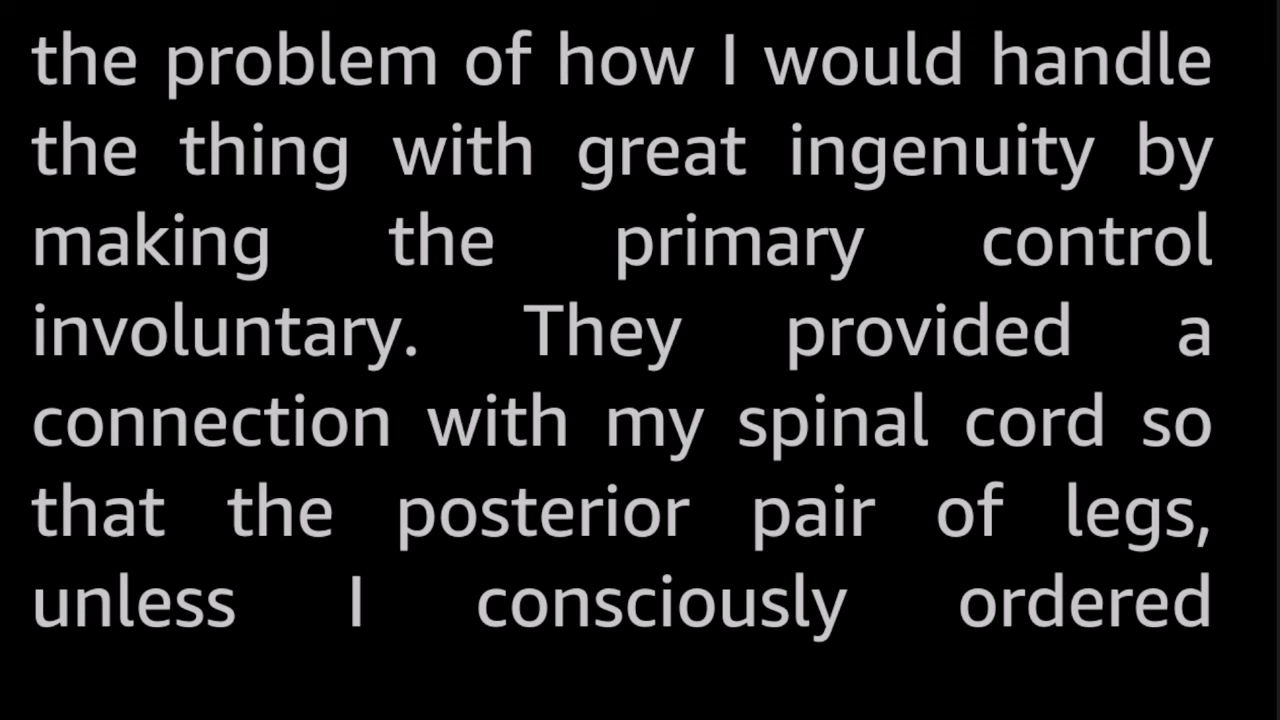 the problem of how I would handle
the thing with great ingenuity by
making the primary control
involuntary. They provided a
connection with my spinal cord so
that the posterior pair of legs,
unless I consciously ordered